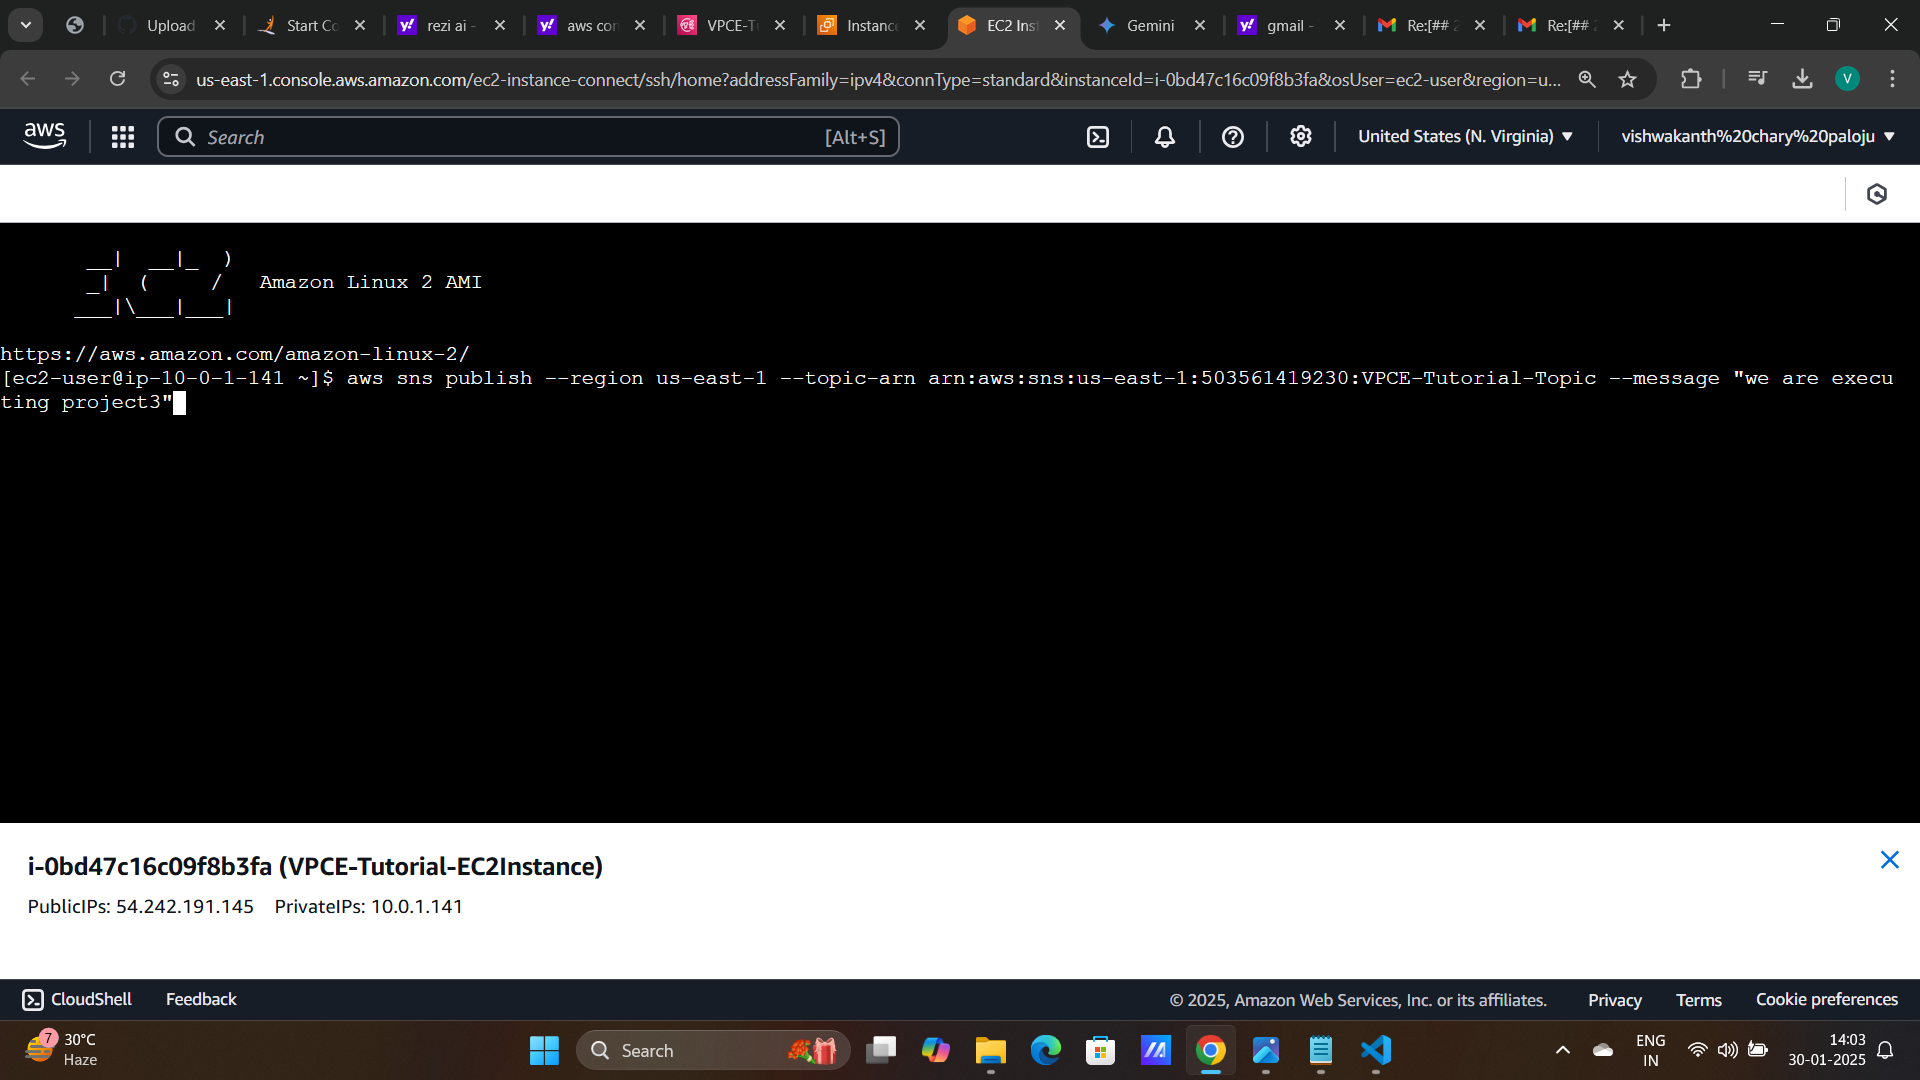 Upload
Start Co
rezi ai -
aws con
VPCE-T
Instance
EC2 Inst
Gemini
gmail -
Re:[## 2
Re:[## 2
us-east-1.console.aws.amazon.com/ec2-instance-connect/ssh/home?addressFamily=ipv4&connType=standard&instanceId=i-0bd47c16c09f8b3fa&osUser=ec2-user&region=u...
V
aws
Search
[Alt+S]
United States (N. Virginia)
vishwakanth%20chary%20paloju
__| __|_ )
_| ( / Amazon Linux 2 AMI
___|\___|___|
https://aws.amazon.com/amazon-linux-2/
[ec2-user@ip-10-0-1-141 ~]$ aws sns publish --region us-east-1 --topic-arn arn:aws:sns:us-east-1:503561419230:VPCE-Tutorial-Topic --message "we are execu
ting project3"
i-0bd47c16c09f8b3fa (VPCE-Tutorial-EC2Instance)
PublicIPs: 54.242.191.145 PrivateIPs: 10.0.1.141
CloudShell
Feedback
© 2025, Amazon Web Services, Inc. or its affiliates.
Privacy
Terms
Cookie preferences
7
30°C
Haze
Search
ENG
IN
14:03
30-01-2025